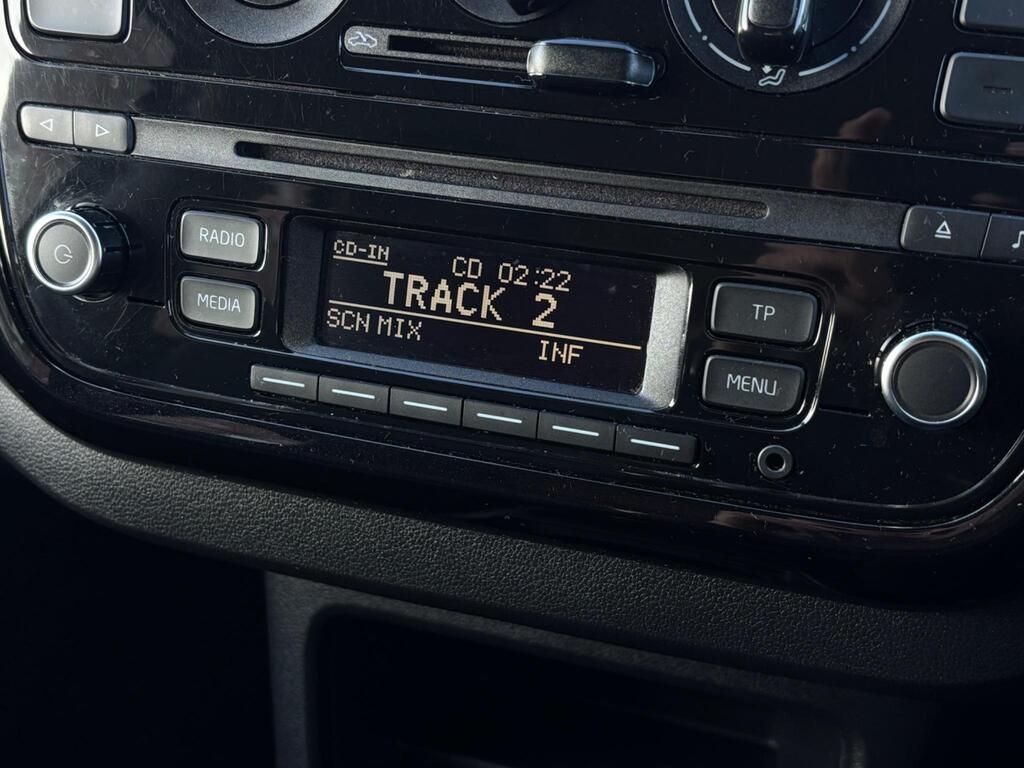 RADIO
MEDIA
CD-IN
CD 02:22
TRACK 2
SCN MIX
INF
TP
MENU